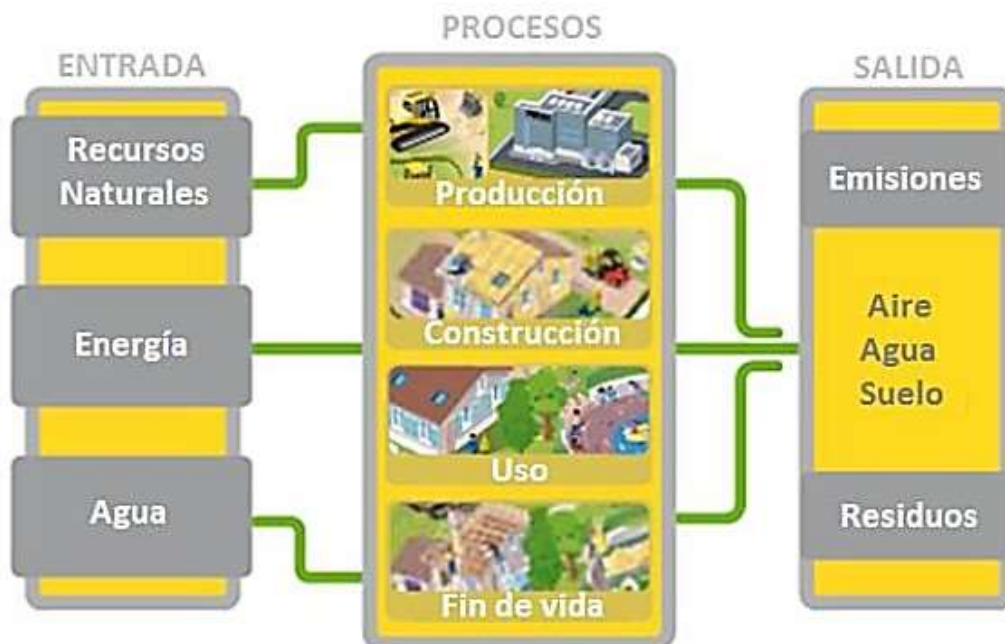 ENTRADA
Recursos
Naturales
Energía
Agua
PROCESOS
Producción
Construcción
Uso
Fin de vida
SALIDA
Emisiones
Aire
Agua
Suelo
Residuos